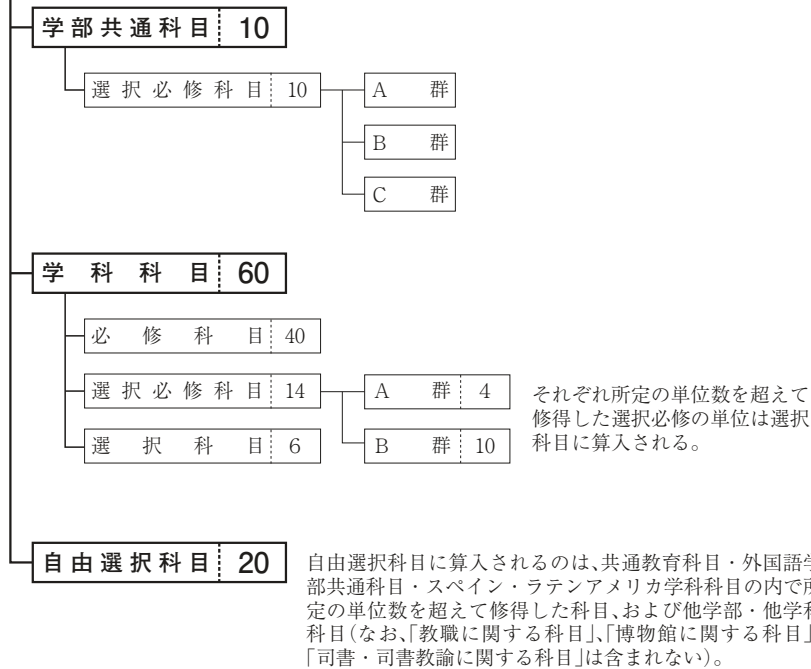 学部共通科目 10
選択必修科目 10
A 群
B 群
C 群
学科科目 60
必修科目 40
選択必修科目 14
A 群 4
それぞれ所定の単位数を超えて
修得した選択必修の単位は選択
科目に算入される。
選択科目 6
B 群 10
自由選択科目 20
自由選択科目に算入されるのは、共通教育科目・外国語学
部共通科目・スペイン・ラテンアメリカ学科科目の内で所
定の単位数を超えて修得した科目、および他学部・他学科
科目(なお、「教職に関する科目」、「博物館に関する科目」
「司書・司書教諭に関する科目」は含まれない)。